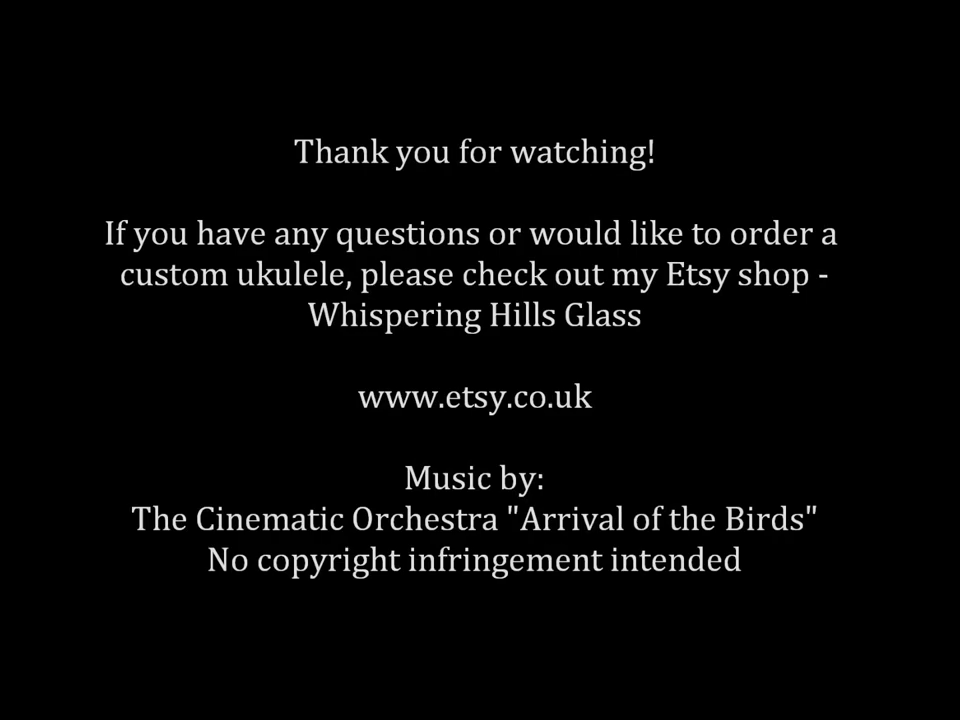 Thank you for watching!
If you have any questions or would like to order a
custom ukulele, please check out my Etsy shop -
Whispering Hills Glass
www.etsy.co.uk
Music by:
The Cinematic Orchestra "Arrival of the Birds"
No copyright infringement intended